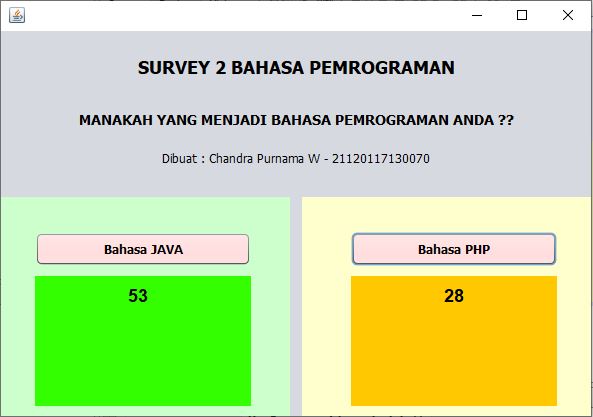 SURVEY 2 BAHASA PEMROGRAMAN
MANAKAH YANG MENJADI BAHASA PEMROGRAMAN ANDA ??
Dibuat : Chandra Purnama W - 21120117130070
Bahasa JAVA
Bahasa PHP
53
28